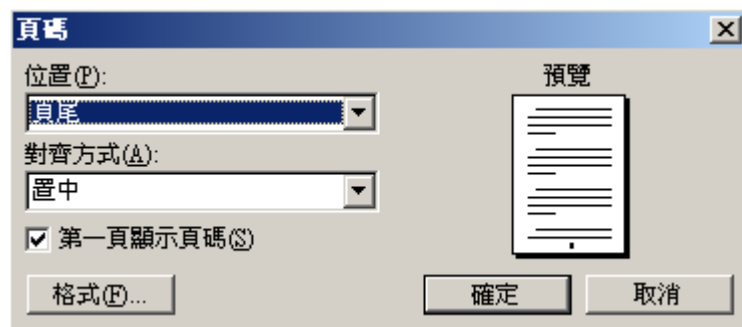 頁碼
位置(P):
頁尾
對齊方式(A):
置中
第一頁顯示頁碼(S)
格式(F)...
預覽
確定
取消